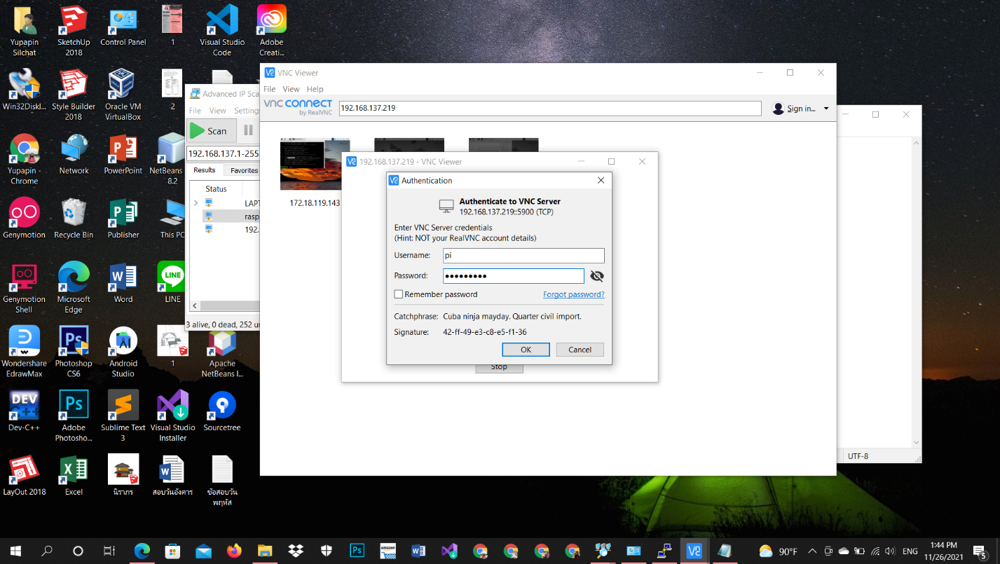 Yupapin
Silchat
SketchUp
2018
Control Panel
1
Visual Studio
Code
Adobe
Creati...
Win32DiskI...
Style Builder
2018
Oracle VM
VirtualBox
2
Yupapin -
Chrome
Network
PowerPoint
NetBeans
8.2
Genymotion
Recycle Bin
Publisher
This PC
Genymotion
Shell
Microsoft
Edge
Word
LINE
Wondershare
EdrawMax
Photoshop
CS6
Android
Studio
1
Apache
NetBeans I...
Dev-C++
Adobe
Photosho...
Sublime Text
3
Visual Studio
Installer
Sourcetree
LayOut 2018
Excel
นิราภร
สอบวันอังคาร
ข้อสอบวัน
พฤหัส
Advanced IP Sca
File View Settings
Scan
192.168.137.1-255
Results Favorites
Status
LAPT
rasp
192.
3 alive, 0 dead, 252 un
VNC Viewer
File View Help
VNC CONNECT
by RealVNC
192.168.137.219
Sign in...
172.18.119.143
192.168.137.219 - VNC Viewer
Authentication
Authenticate to VNC Server
192.168.137.219::5900 (TCP)
Enter VNC Server credentials
(Hint: NOT your RealVNC account details)
Username: pi
Password: •••••••••
Remember password Forgot password?
Catchphrase: Cuba ninja mayday. Quarter civil import.
Signature: 42-ff-49-e3-c8-e5-f1-36
OK Cancel
Stop
UTF-8
Ps
amazon
90°F
ENG
1:44 PM
11/26/2021
5